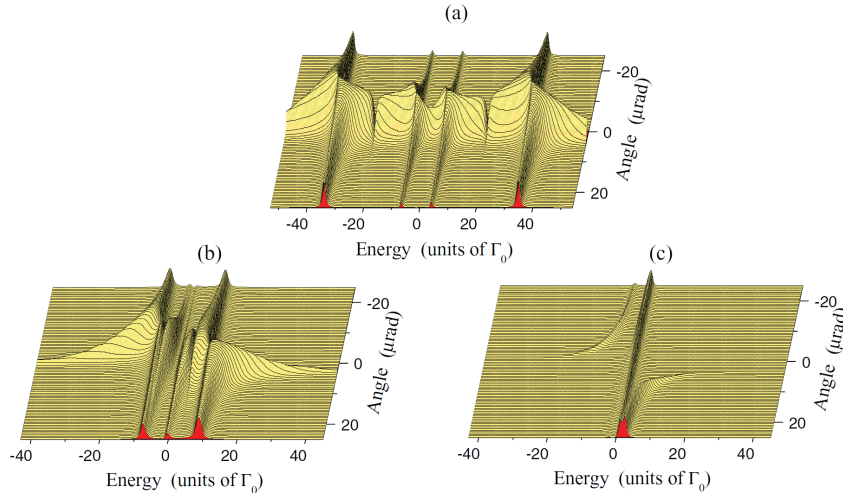 (a)
-20
0
20
Angle (μrad)
-40 -20 0 20 40
Energy (units of Γ0)
(b)
-20
0
20
Angle (μrad)
-40 -20 0 20 40
Energy (units of Γ0)
(c)
-20
0
20
Angle (μrad)
-40 -20 0 20 40
Energy (units of Γ0)